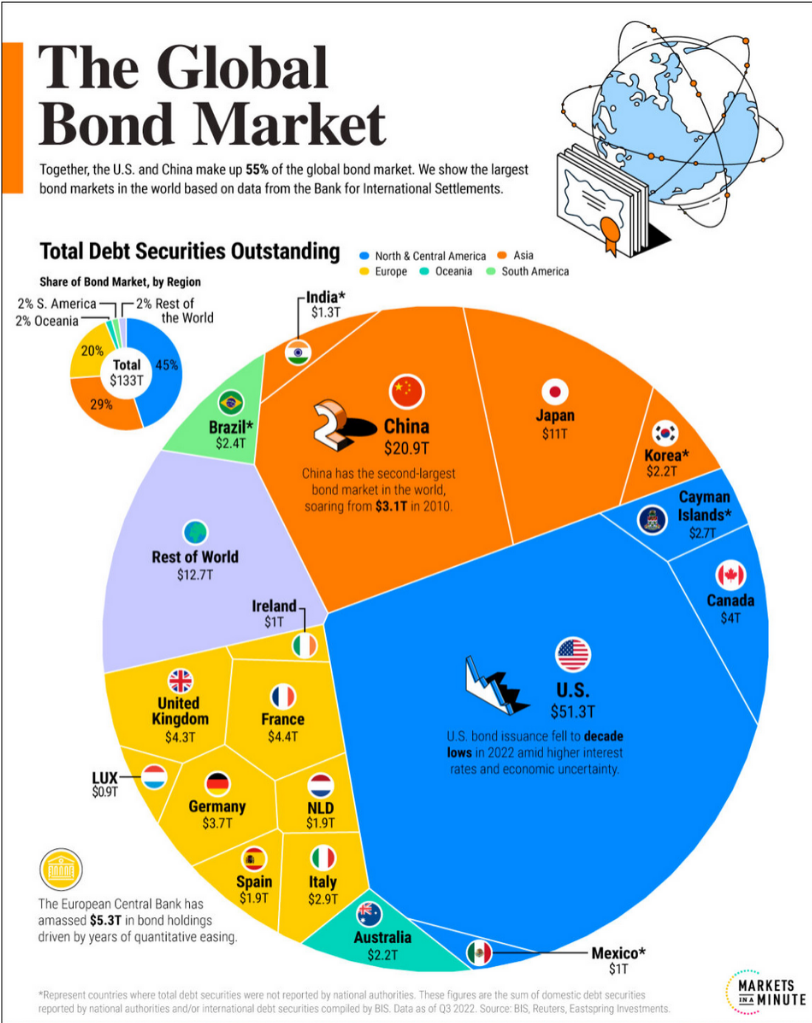 The Global
Bond Market
Together, the U.S. and China make up 55% of the global bond market. We show the largest
bond markets in the world based on data from the Bank for International Settlements.
Total Debt Securities Outstanding
North & Central America
Asia
Europe
Oceania
South America
Share of Bond Market, by Region
2% S. America
2% Rest of
the World
2% Oceania
20%
45%
Total
$133T
29%
India*
$1.3T
Brazil*
$2.4T
China
$20.9T
China has the second-largest
bond market in the world,
soaring from $3.1T in 2010.
2
Japan
$11T
Korea*
$2.2T
Cayman
Islands*
$2.7T
Canada
$4T
Rest of World
$12.7T
Ireland
$1T
U.S.
$51.3T
U.S. bond issuance fell to decade
lows in 2022 amid higher interest
rates and economic uncertainty.
United
Kingdom
$4.3T
France
$4.4T
LUX
$0.9T
Germany
$3.7T
NLD
$1.9T
Spain
$1.9T
Italy
$2.9T
Australia
$2.2T
Mexico*
$1T
The European Central Bank has
amassed $5.3T in bond holdings
driven by years of quantitative easing.
*Represent countries where total debt securities were not reported by national authorities. These figures are the sum of domestic debt securities
reported by national authorities and/or international debt securities compiled by BIS. Data as of Q3 2022. Source: BIS, Reuters, Eastspring Investments.
MARKETS
IN A
MINUTE